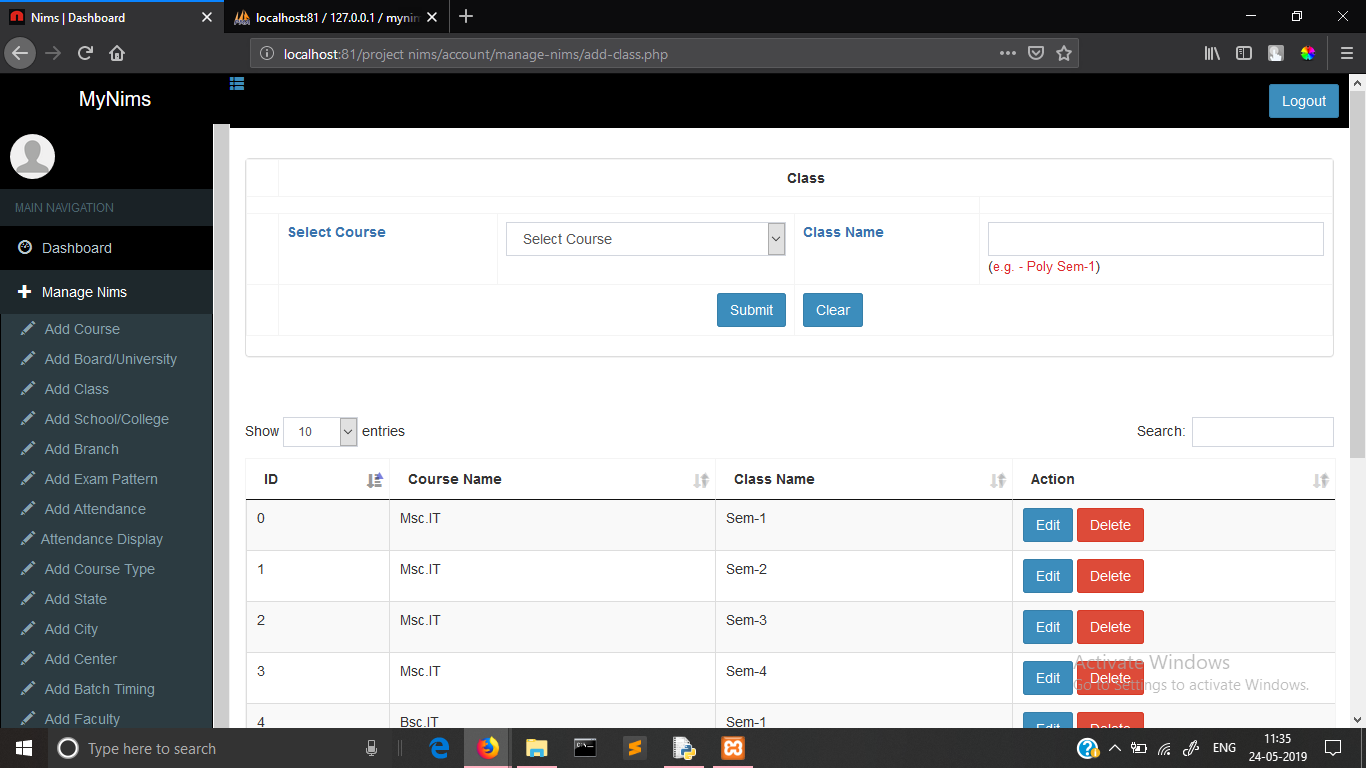 Nims | Dashboard
localhost:81 / 127.0.0.1 / mynim
localhost:81/project nims/account/manage-nims/add-class.php
MyNims
Logout
MAIN NAVIGATION
Dashboard
Manage Nims
Add Course
Add Board/University
Add Class
Add School/College
Add Branch
Add Exam Pattern
Add Attendance
Attendance Display
Add Course Type
Add State
Add City
Add Center
Add Batch Timing
Add Faculty
Class
Select Course Select Course Class Name
(e.g. - Poly Sem-1)
Submit Clear
Show 10 entries Search:
ID Course Name Class Name Action
0 Msc.IT Sem-1 Edit Delete
1 Msc.IT Sem-2 Edit Delete
2 Msc.IT Sem-3 Edit Delete
3 Msc.IT Sem-4 Edit Delete
4 Bsc.IT Sem-1 Edit Delete
Activate Windows
Go to Settings to activate Windows.
Type here to search
ENG
11:35
24-05-2019